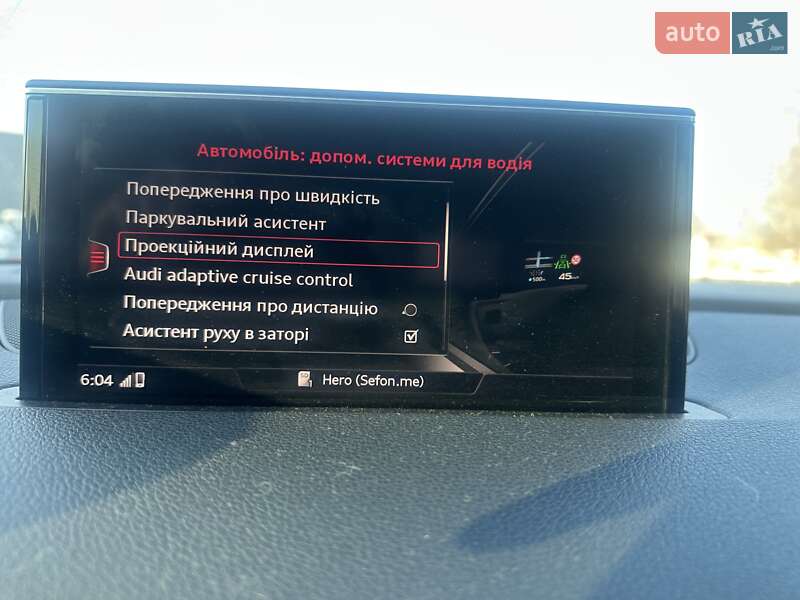 auto RIA
.com
Автомобіль: допом. системи для водія
Попередження про швидкість
Паркувальний асистент
Проекційний дисплей
Audi adaptive cruise control
Попередження про дистанцію
Асистент руху в заторі
45
6:04
Hero (Sefon.me)